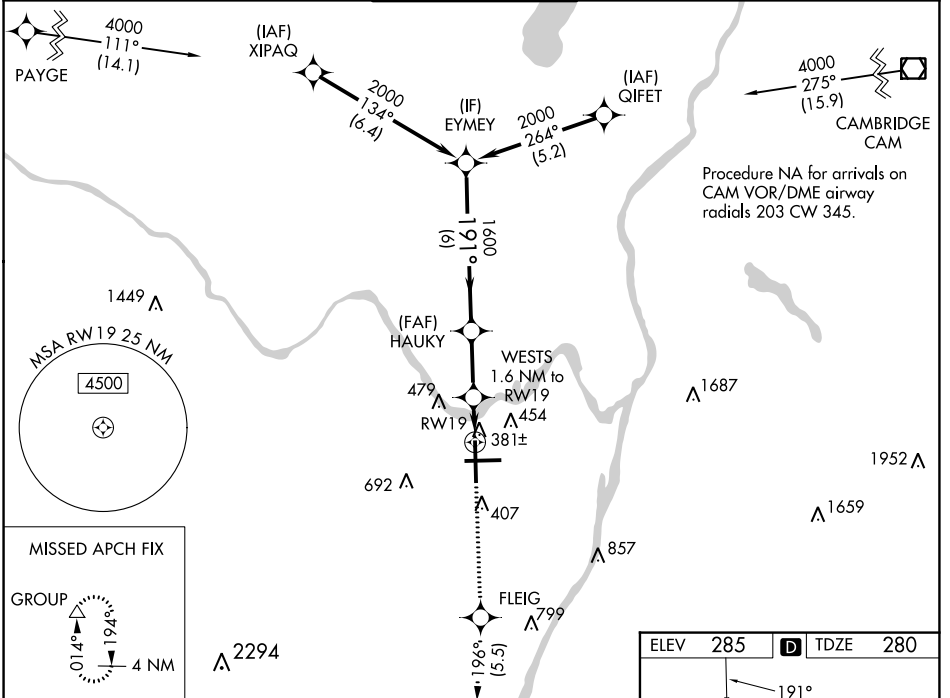 4000
111°
(14.1)
PAYGE
(IAF)
XIPAQ
2000
134°
(6.4)
(IF)
EYMEY
(IAF)
QIFET
2000
264°
(5.2)
4000
275°
(15.9)
CAMBRIDGE
CAM
Procedure NA for arrivals on
CAM VOR/DME airway
radials 203 CW 345.
1600
191°
(6)
1449
MSA RW19 25 NM
4500
(FAF)
HAUKY
WESTS
1.6 NM to
RW19
479
454
RW19
381±
1687
692
407
1952
1659
857
MISSED APCH FIX
GROUP
014°
194°
4 NM
FLEIG
799
196°
(5.5)
2294
ELEV 285 D TDZE 280
191°